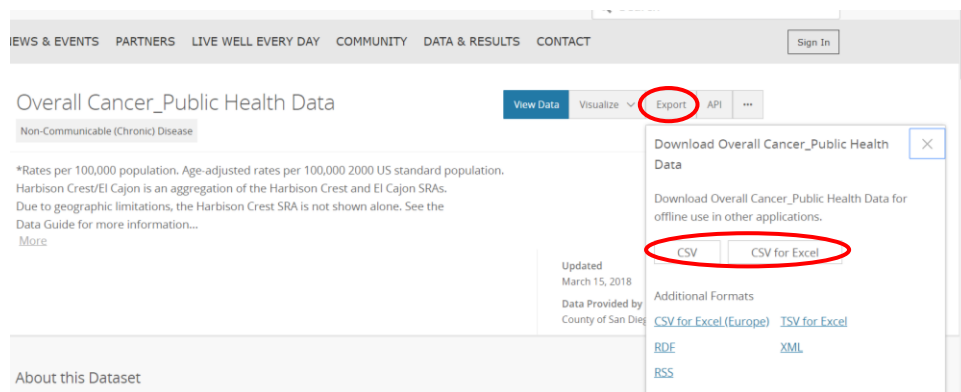 NEWS & EVENTS PARTNERS LIVE WELL EVERY DAY COMMUNITY DATA & RESULTS CONTACT Sign In
Overall Cancer_Public Health Data
View Data Visualize Export API ...
Non-Communicable (Chronic) Disease
*Rates per 100,000 population. Age-adjusted rates per 100,000 2000 US standard population.
Harbison Crest/El Cajon is an aggregation of the Harbison Crest and El Cajon SRAs.
Due to geographic limitations, the Harbison Crest SRA is not shown alone. See the
Data Guide for more information...
More
Updated
March 15, 2018
Data Provided by
County of San Dieg
Download Overall Cancer_Public Health
Data
Download Overall Cancer_Public Health Data for
offline use in other applications.
CSV CSV for Excel
Additional Formats
CSV for Excel (Europe) TSV for Excel
RDF XML
RSS
About this Dataset